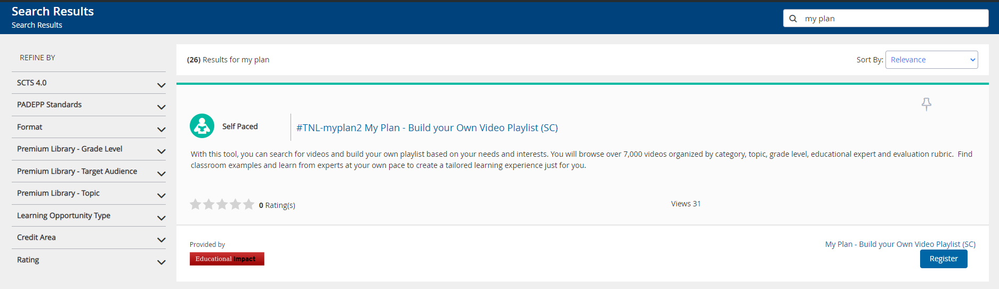 Search Results
Search Results
my plan
REFINE BY
SCTS 4.0
PADEPP Standards
Format
Premium Library - Grade Level
Premium Library - Target Audience
Premium Library - Topic
Learning Opportunity Type
Credit Area
Rating
(26) Results for my plan
Sort By: Relevance
Self Paced
#TNL-myplan2 My Plan - Build your Own Video Playlist (SC)
With this tool, you can search for videos and build your own playlist based on your needs and interests. You will browse over 7,000 videos organized by category, topic, grade level, educational expert and evaluation rubric.  Find
classroom examples and learn from experts at your own pace to create a tailored learning experience just for you.
0 Rating(s)
Views 31
Provided by
Educational Impact
My Plan - Build your Own Video Playlist (SC)
Register